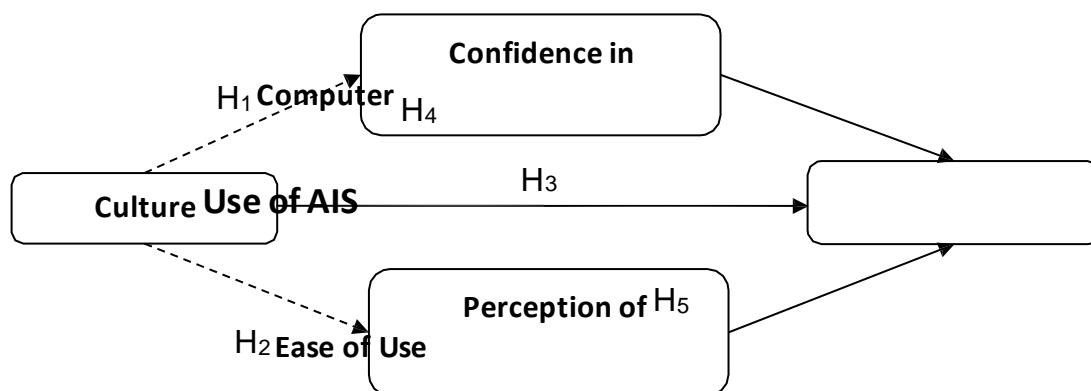 Confidence in
H1 Computer H4
H3
Culture Use of AIS
Perception of H5
H2 Ease of Use